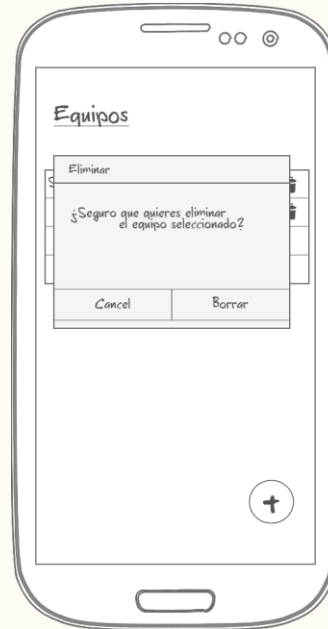 Equipos
Eliminar
¿Seguro que quieres eliminar
el equipo seleccionado?
Cancel
Borrar
+